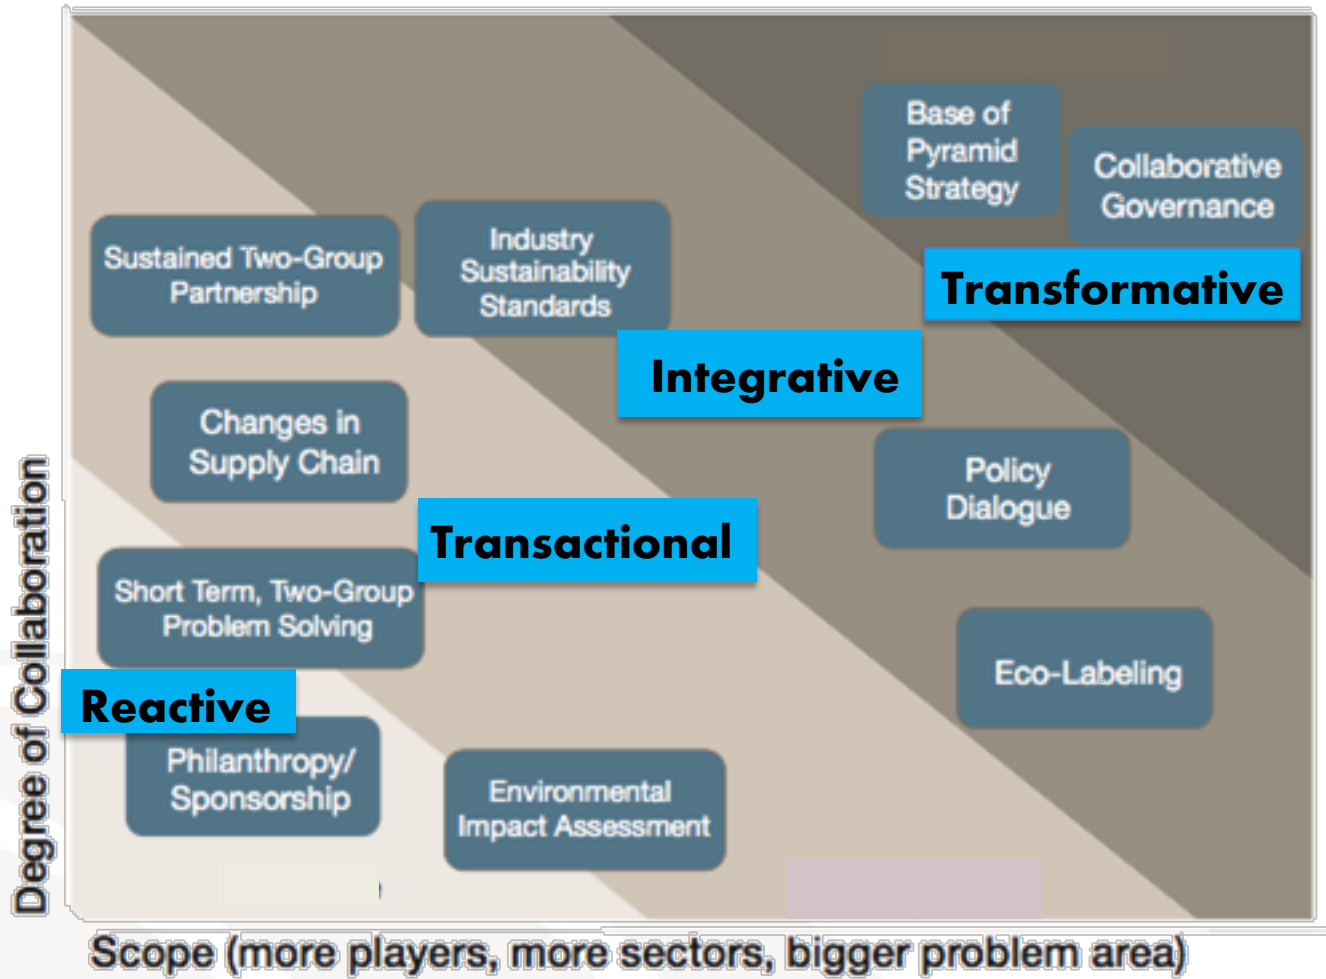 Base of
Pyramid
Strategy
Collaborative
Governance
Sustained Two-Group
Partnership
Industry
Sustainability
Standards
Transformative
Integrative
Changes in
Supply Chain
Policy
Dialogue
Transactional
Short Term, Two-Group
Problem Solving
Eco-Labeling
Reactive
Philanthropy/
Sponsorship
Environmental
Impact Assessment
Degree of Collaboration
Scope (more players, more sectors, bigger problem area)